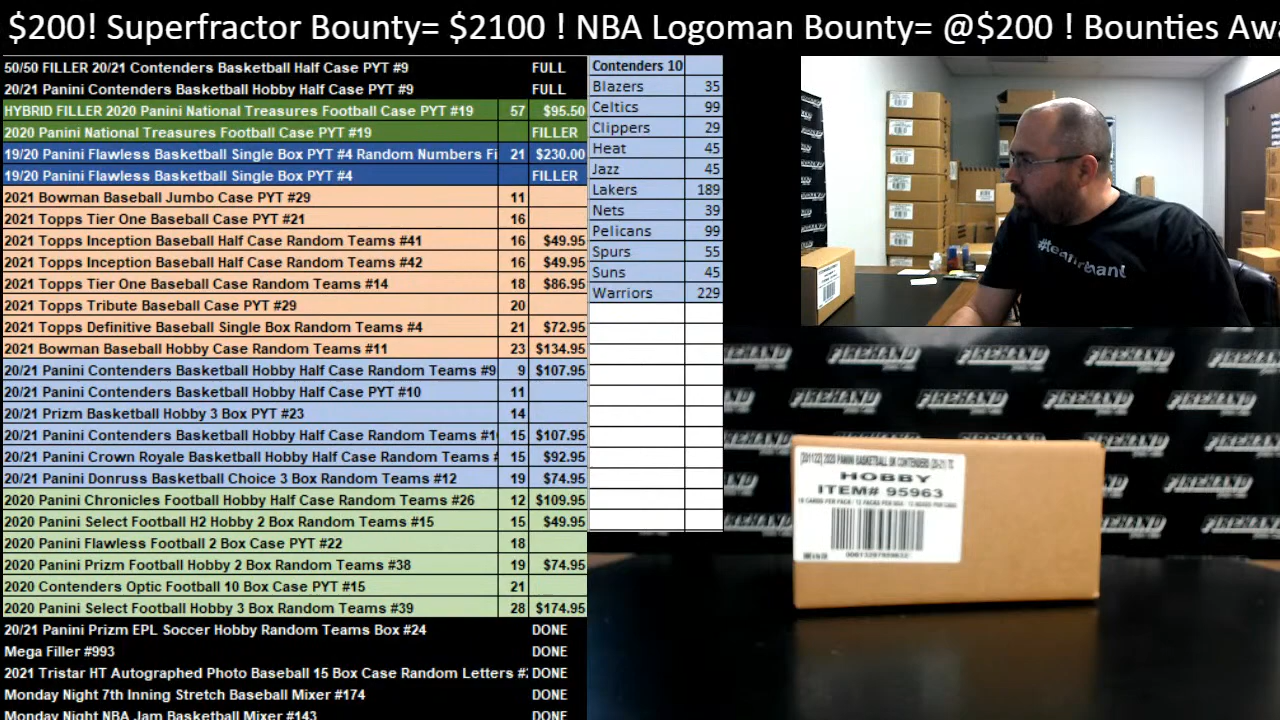 $200! Superfractor Bounty= $2100 ! NBA Logoman Bounty= @$200 ! Bounties Awa
50/50 FILLER 20/21 Contenders Basketball Half Case PYT #9 FULL
20/21 Panini Contenders Basketball Hobby Half Case PYT #9 FULL
HYBRID FILLER 2020 Panini National Treasures Football Case PYT #19 57 $95.50
2020 Panini National Treasures Football Case PYT #19 FILLER
19/20 Panini Flawless Basketball Single Box PYT #4 Random Numbers Fi 21 $230.00
19/20 Panini Flawless Basketball Single Box PYT #4 FILLER
2021 Bowman Baseball Jumbo Case PYT #29 11
2021 Topps Tier One Baseball Case PYT #21 16
2021 Topps Inception Baseball Half Case Random Teams #41 16 $49.95
2021 Topps Inception Baseball Half Case Random Teams #42 16 $49.95
2021 Topps Tier One Baseball Case Random Teams #14 18 $86.95
2021 Topps Tribute Baseball Case PYT #29 20
2021 Topps Definitive Baseball Single Box Random Teams #4 21 $72.95
2021 Bowman Baseball Hobby Case Random Teams #11 23 $134.95
20/21 Panini Contenders Basketball Hobby Half Case Random Teams #9 9 $107.95
20/21 Panini Contenders Basketball Hobby Half Case PYT #10 11
20/21 Prizm Basketball Hobby 3 Box PYT #23 14
20/21 Panini Contenders Basketball Hobby Half Case Random Teams #1 15 $107.95
20/21 Panini Crown Royale Basketball Hobby Half Case Random Teams # 15 $92.95
20/21 Panini Donruss Basketball Choice 3 Box Random Teams #12 19 $74.95
2020 Panini Chronicles Football Hobby Half Case Random Teams #26 12 $109.95
2020 Panini Select Football H2 Hobby 2 Box Random Teams #15 15 $49.95
2020 Panini Flawless Football 2 Box Case PYT #22 18
2020 Panini Prizm Football Hobby 2 Box Random Teams #38 19 $74.95
2020 Contenders Optic Football 10 Box Case PYT #15 21
2020 Panini Select Football Hobby 3 Box Random Teams #39 28 $174.95
20/21 Panini Prizm EPL Soccer Hobby Random Teams Box #24 DONE
Mega Filler #993 DONE
2021 Tristar HT Autographed Photo Baseball 15 Box Case Random Letters #: DONE
Monday Night 7th Inning Stretch Baseball Mixer #174 DONE
Monday Night NBA Jam Basketball Mixer #143 DONE
Contenders 10
Blazers 35
Celtics 99
Clippers 29
Heat 45
Jazz 45
Lakers 189
Nets 39
Pelicans 99
Spurs 55
Suns 45
Warriors 229
#teamfirehand
FIREHAND FIREHAND FIREHAND FIREHAND
FIREHAND FIREHAND FIREHAND
2020 PANINI BASKETBALL CONTENDERS
HOBBY
ITEM# 95963